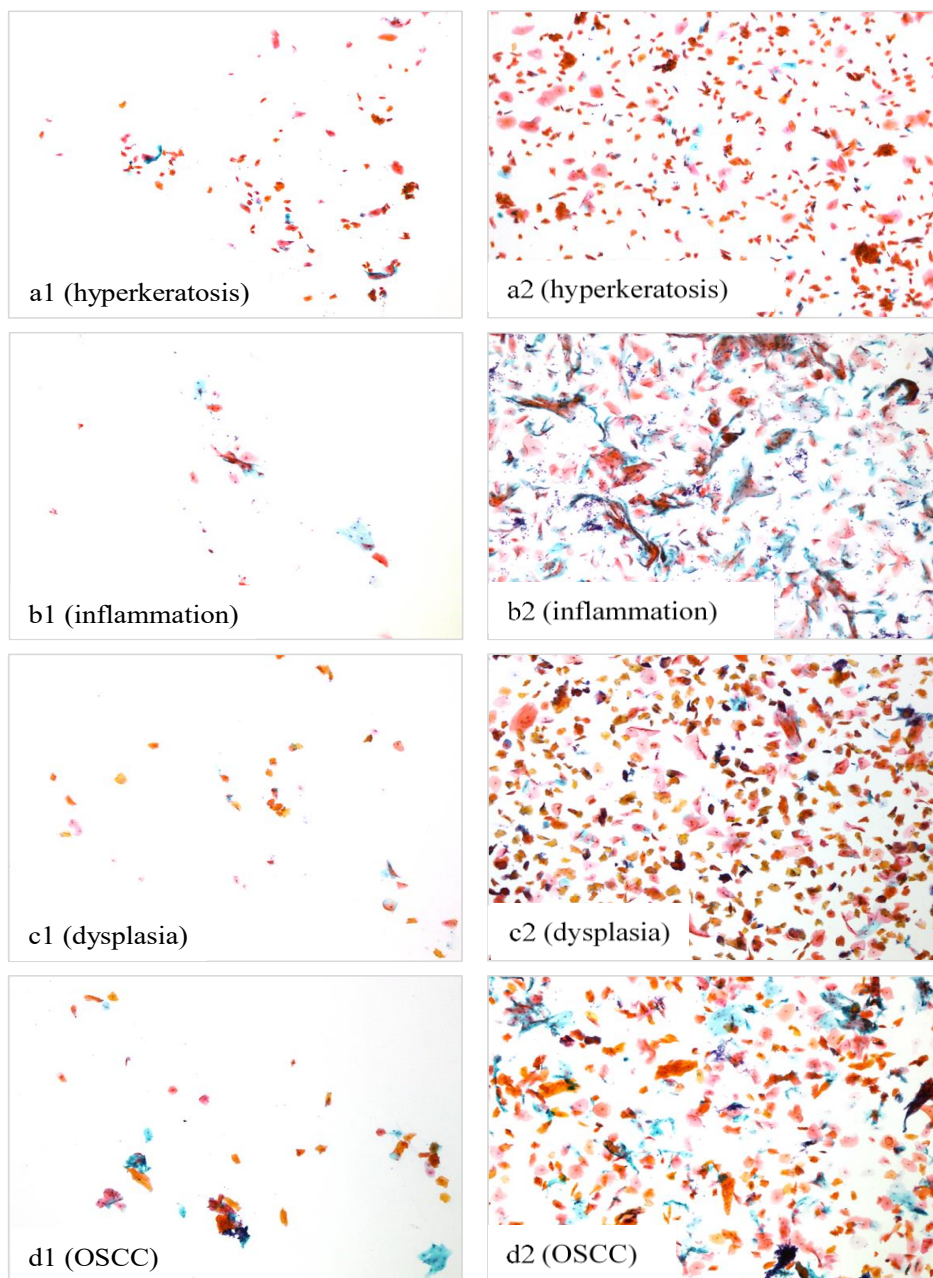 a1 (hyperkeratosis)
a2 (hyperkeratosis)
b1 (inflammation)
b2 (inflammation)
c1 (dysplasia)
c2 (dysplasia)
d1 (OSCC)
d2 (OSCC)